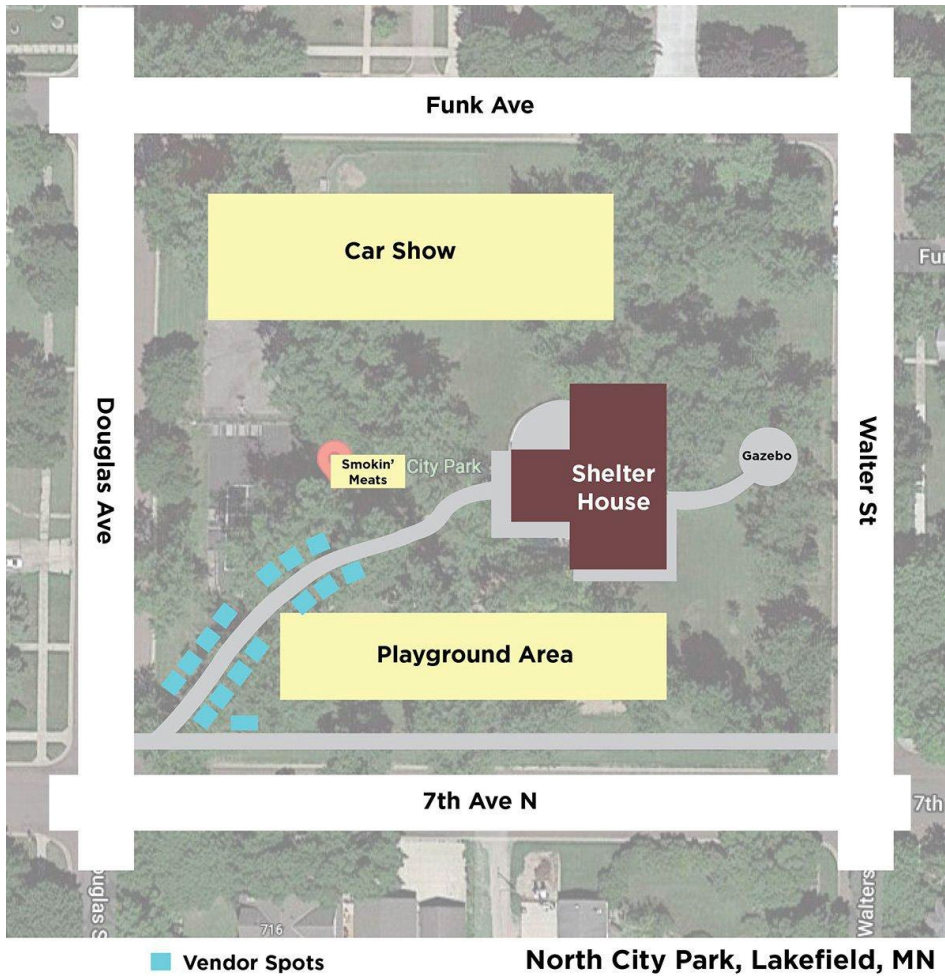 Funk Ave
Car Show
Fu
Douglas Ave
Walter St
Smokin'
Meats
City Park
Shelter
House
Gazebo
Playground Area
7th Ave N
7th
ouglas S
Walters
716
Vendor Spots
North City Park, Lakefield, MN